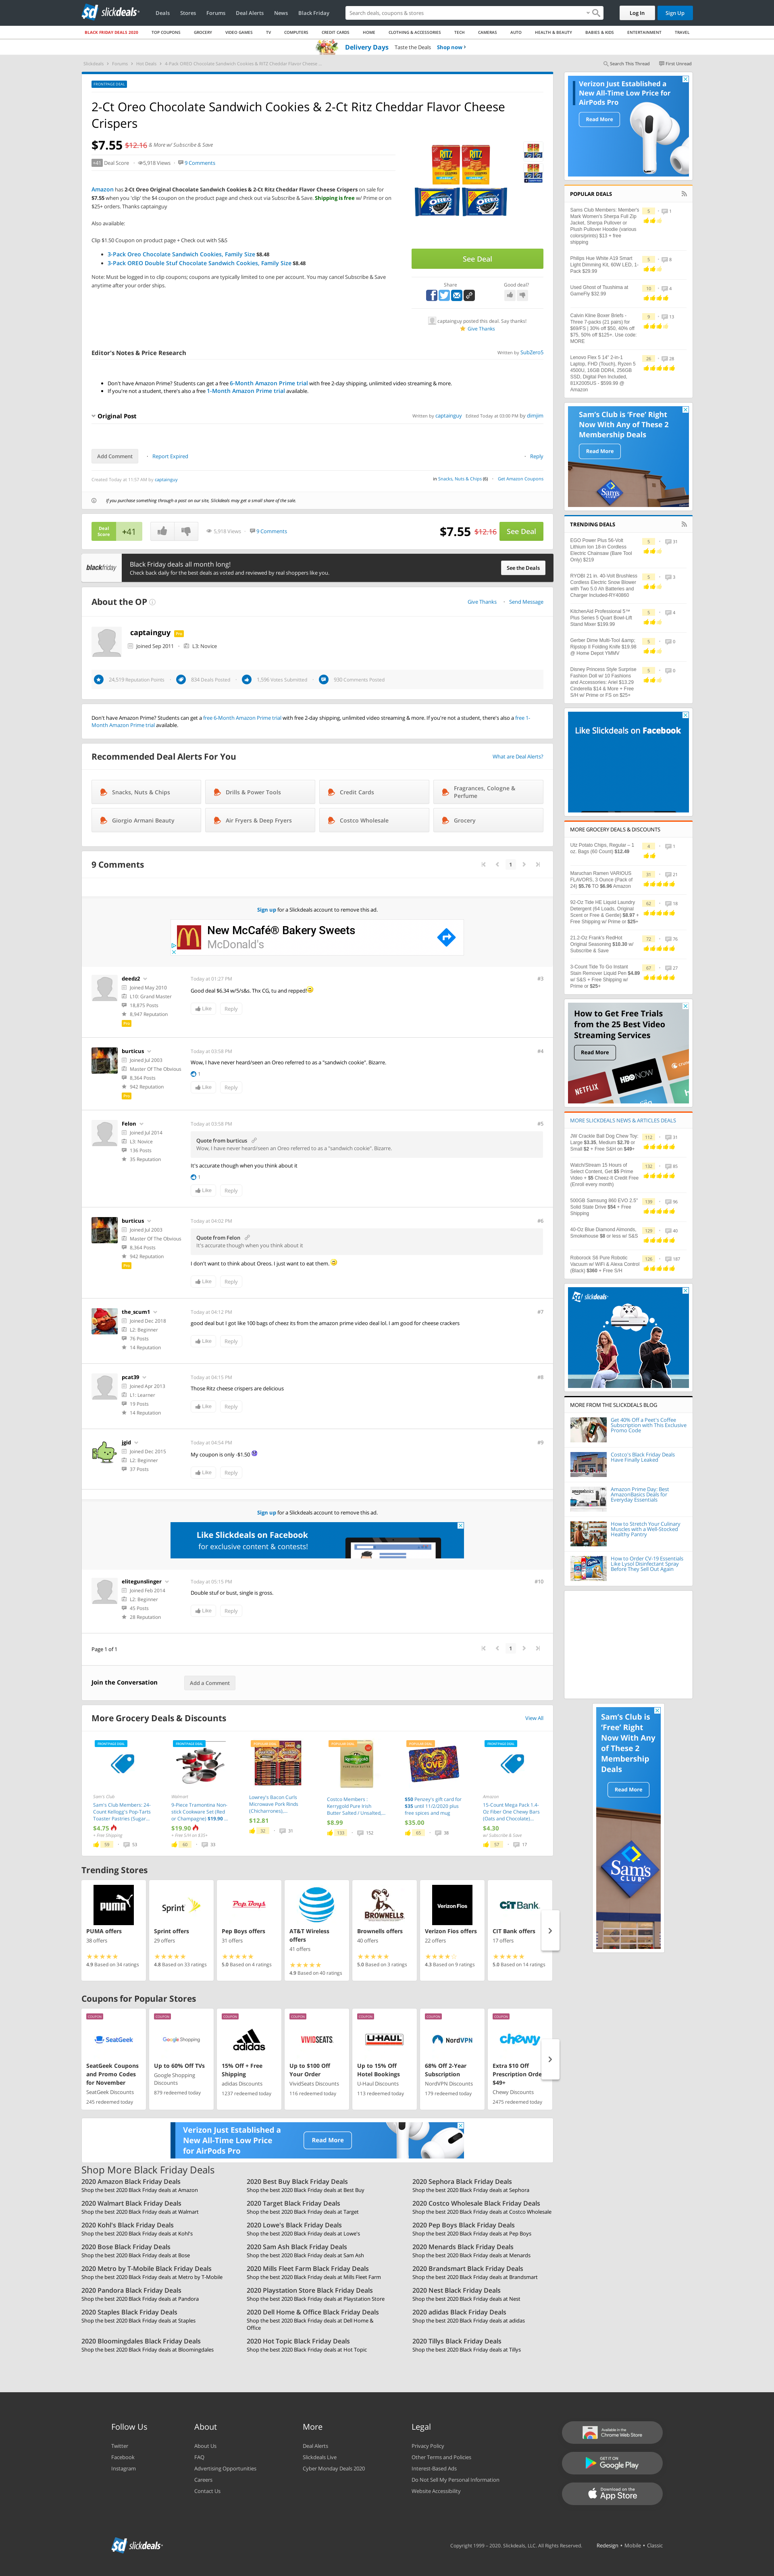 slickdeals
Deals Stores Forums Deal Alerts News Black Friday
Search deals, coupons & stores
Log In Sign Up
BLACK FRIDAY DEALS 2020 TOP COUPONS GROCERY VIDEO GAMES TV COMPUTERS CREDIT CARDS HOME CLOTHING & ACCESSORIES TECH CAMERAS AUTO HEALTH & BEAUTY BABIES & KIDS ENTERTAINMENT TRAVEL
Delivery Days Taste the Deals Shop now
Slickdeals Forums Hot Deals 2-Ct Oreo Chocolate Sandwich Cookies & 2-Ct Ritz Cheddar Flavor Cheese ...
Search This Thread First Unread
FRONTPAGE DEAL
2-Ct Oreo Chocolate Sandwich Cookies & 2-Ct Ritz Cheddar Flavor Cheese
Crispers
$7.55 $12.16 & More w/ Subscribe & Save
+41 Deal Score 5,918 Views 9 Comments
Amazon has 2-Ct Oreo Original Chocolate Sandwich Cookies & 2-Ct Ritz Cheddar Flavor Cheese Crispers on sale for
$7.55 when you 'clip' the $4 coupon on the product page and check out via Subscribe & Save. Shipping is free w/ Prime or on
$25+ orders. Thanks captainguy
Also available:
Clip $1.50 Coupon on product page + Check out with S&S
3-Pack Oreo Chocolate Sandwich Cookies, Family Size $8.48
3-Pack OREO Double Stuf Chocolate Sandwich Cookies, Family Size $8.48
Note: Must be logged in to clip coupons; coupons are typically limited to one per account. You may cancel Subscribe & Save
anytime after your order ships.
See Deal
Share Good deal?
captainguy posted this deal. Say thanks!
Give Thanks
Editor's Notes & Price Research
Written by SubZero5
Don't have Amazon Prime? Students can get a free 6-Month Amazon Prime trial with free 2-day shipping, unlimited video streaming & more.
If you're not a student, there's also a free 1-Month Amazon Prime trial available.
Original Post
Written by captainguy Edited Today at 03:00 PM by dimjim
Add Comment Report Expired Reply
Created Today at 11:57 AM by captainguy
in Snacks, Nuts & Chips (6) Get Amazon Coupons
If you purchase something through a post on our site, Slickdeals may get a small share of the sale.
Deal Score +41
5,918 Views 9 Comments
$7.55 $12.16 See Deal
blackfriday
Black Friday deals all month long!
Check back daily for the best deals as voted and reviewed by real shoppers like you.
See the Deals
About the OP
Give Thanks Send Message
captainguy Pro
Joined Sep 2011 L3: Novice
24,519 Reputation Points 834 Deals Posted 1,596 Votes Submitted 930 Comments Posted
Don't have Amazon Prime? Students can get a free 6-Month Amazon Prime trial with free 2-day shipping, unlimited video streaming & more. If you're not a student, there's also a free 1-
Month Amazon Prime trial available.
Recommended Deal Alerts For You
What are Deal Alerts?
Snacks, Nuts & Chips
Drills & Power Tools
Credit Cards
Fragrances, Cologne & Perfume
Giorgio Armani Beauty
Air Fryers & Deep Fryers
Costco Wholesale
Grocery
9 Comments
1
Sign up for a Slickdeals account to remove this ad.
New McCafé® Bakery Sweets
McDonald's
deedz2
Joined May 2010
L10: Grand Master
18,875 Posts
8,947 Reputation
Pro
Today at 01:27 PM #3
Good deal $6.34 w/S/s&s. Thx CG, tu and repped!
Like Reply
burticus
Joined Jul 2003
Master Of The Obvious
8,364 Posts
942 Reputation
Pro
Today at 03:58 PM #4
Wow, I have never heard/seen an Oreo referred to as a "sandwich cookie". Bizarre.
1
Like Reply
Felon
Joined Jul 2014
L3: Novice
136 Posts
35 Reputation
Today at 03:58 PM #5
Quote from burticus
Wow, I have never heard/seen an Oreo referred to as a "sandwich cookie". Bizarre.
It's accurate though when you think about it
1
Like Reply
burticus
Joined Jul 2003
Master Of The Obvious
8,364 Posts
942 Reputation
Pro
Today at 04:02 PM #6
Quote from Felon
It's accurate though when you think about it
I don't want to think about Oreos. I just want to eat them.
Like Reply
the_scum1
Joined Dec 2018
L2: Beginner
76 Posts
14 Reputation
Today at 04:12 PM #7
good deal but I got like 100 bags of cheez its from the amazon prime video deal lol. I am good for cheese crackers
Like Reply
pcat39
Joined Apr 2013
L1: Learner
19 Posts
14 Reputation
Today at 04:15 PM #8
Those Ritz cheese crispers are delicious
Like Reply
jgid
Joined Dec 2015
L2: Beginner
37 Posts
Today at 04:54 PM #9
My coupon is only -$1.50
Like Reply
Sign up for a Slickdeals account to remove this ad.
Like Slickdeals on Facebook
for exclusive content & contests!
elitegunslinger
Joined Feb 2014
L2: Beginner
45 Posts
28 Reputation
Today at 05:15 PM #10
Double stuf or bust, single is gross.
Like Reply
Page 1 of 1
1
Join the Conversation Add a Comment
More Grocery Deals & Discounts
View All
Sam's Club
Sam's Club Members: 24-Count Kellogg's Pop-Tarts Toaster Pastries (Sugar...
$4.75
+ Free Shipping
59 53
Walmart
9-Piece Tramontina Non-stick Cookware Set (Red or Champagne) $19.90 ...
$19.90
+ Free S/H on $35+
60 33
Lowrey's Bacon Curls Microwave Pork Rinds (Chicharrones),...
$12.81
32 31
Costco Members: Kerrygold Pure Irish Butter Salted / Unsalted,...
$8.99
133 152
$50 Penzey's gift card for $35 until 11/2/2020 plus free spices and mug
$35.00
65 38
Amazon
15-Count Mega Pack 1.4-Oz Fiber One Chewy Bars (Oats and Chocolate),...
$4.30
w/ Subscribe & Save
57 17
Trending Stores
PUMA offers
38 offers
4.9 Based on 34 ratings
Sprint offers
29 offers
4.8 Based on 33 ratings
Pep Boys offers
31 offers
5.0 Based on 4 ratings
AT&T Wireless offers
41 offers
4.9 Based on 40 ratings
Brownells offers
40 offers
5.0 Based on 3 ratings
Verizon Fios offers
22 offers
4.3 Based on 9 ratings
CIT Bank offers
17 offers
5.0 Based on 14 ratings
Coupons for Popular Stores
SeatGeek Coupons and Promo Codes for November
SeatGeek Discounts
245 redeemed today
Up to 60% Off TVs
Google Shopping Discounts
879 redeemed today
15% Off + Free Shipping
adidas Discounts
1237 redeemed today
Up to $100 Off Your Order
VividSeats Discounts
116 redeemed today
Up to 15% Off Hotel Bookings
U-Haul Discounts
113 redeemed today
68% Off 2-Year Subscription
NordVPN Discounts
179 redeemed today
Extra $10 Off Prescription Orde $49+
Chewy Discounts
2475 redeemed today
Verizon Just Established a
New All-Time Low Price
for AirPods Pro
Read More
Shop More Black Friday Deals
2020 Amazon Black Friday Deals
Shop the best 2020 Black Friday deals at Amazon
2020 Best Buy Black Friday Deals
Shop the best 2020 Black Friday deals at Best Buy
2020 Sephora Black Friday Deals
Shop the best 2020 Black Friday deals at Sephora
2020 Walmart Black Friday Deals
Shop the best 2020 Black Friday deals at Walmart
2020 Target Black Friday Deals
Shop the best 2020 Black Friday deals at Target
2020 Costco Wholesale Black Friday Deals
Shop the best 2020 Black Friday deals at Costco Wholesale
2020 Kohl's Black Friday Deals
Shop the best 2020 Black Friday deals at Kohl's
2020 Lowe's Black Friday Deals
Shop the best 2020 Black Friday deals at Lowe's
2020 Pep Boys Black Friday Deals
Shop the best 2020 Black Friday deals at Pep Boys
2020 Bose Black Friday Deals
Shop the best 2020 Black Friday deals at Bose
2020 Sam Ash Black Friday Deals
Shop the best 2020 Black Friday deals at Sam Ash
2020 Menards Black Friday Deals
Shop the best 2020 Black Friday deals at Menards
2020 Metro by T-Mobile Black Friday Deals
Shop the best 2020 Black Friday deals at Metro by T-Mobile
2020 Mills Fleet Farm Black Friday Deals
Shop the best 2020 Black Friday deals at Mills Fleet Farm
2020 Brandsmart Black Friday Deals
Shop the best 2020 Black Friday deals at Brandsmart
2020 Pandora Black Friday Deals
Shop the best 2020 Black Friday deals at Pandora
2020 Playstation Store Black Friday Deals
Shop the best 2020 Black Friday deals at Playstation Store
2020 Nest Black Friday Deals
Shop the best 2020 Black Friday deals at Nest
2020 Staples Black Friday Deals
Shop the best 2020 Black Friday deals at Staples
2020 Dell Home & Office Black Friday Deals
Shop the best 2020 Black Friday deals at Dell Home &
Office
2020 adidas Black Friday Deals
Shop the best 2020 Black Friday deals at adidas
2020 Bloomingdales Black Friday Deals
Shop the best 2020 Black Friday deals at Bloomingdales
2020 Hot Topic Black Friday Deals
Shop the best 2020 Black Friday deals at Hot Topic
2020 Tillys Black Friday Deals
Shop the best 2020 Black Friday deals at Tillys
Verizon Just Established a
New All-Time Low Price for
AirPods Pro
Read More
POPULAR DEALS
Sams Club Members: Member's Mark Women's Sherpa Full Zip Jacket, Sherpa Pullover or Plush Pullover Hoodie (various colors/prints) $13 + free shipping
Philips Hue White A19 Smart Light Dimming Kit, 60W LED, 1-Pack $29.99
Used Ghost of Tsushima at GameFly $32.99
Calvin Kline Boxer Briefs - Three 7-packs (21 pairs) for $69/FS | 30% off $50, 40% off $75, 50% off $125+. Use code: MORE
Lenovo Flex 5 14" 2-in-1 Laptop, FHD (Touch), Ryzen 5 4500U, 16GB DDR4, 256GB SSD, Digital Pen Included, 81X2005US - $599.99 @ Amazon
Sam's Club is 'Free' Right
Now With Any of These 2
Membership Deals
Read More
TRENDING DEALS
EGO Power Plus 56-Volt Lithium Ion 18-in Cordless Electric Chainsaw (Bare Tool Only) $219
RYOBI 21 in. 40-Volt Brushless Cordless Electric Snow Blower with Two 5.0 Ah Batteries and Charger Included-RY40860
KitchenAid Professional 5™ Plus Series 5 Quart Bowl-Lift Stand Mixer $199.99
Gerber Dime Multi-Tool &amp; Ripstop II Folding Knife $19.98 @ Home Depot YMMV
Disney Princess Style Surprise Fashion Doll w/ 10 Fashions and Accessories: Ariel $13.29 Cinderella $14 & More + Free S/H w/ Prime or FS on $25+
Like Slickdeals on Facebook
MORE GROCERY DEALS & DISCOUNTS
Utz Potato Chips, Regular – 1 oz. Bags (60 Count) $12.49
Maruchan Ramen VARIOUS FLAVORS, 3 Ounce (Pack of 24) $5.76 TO $6.96 Amazon
92-Oz Tide HE Liquid Laundry Detergent (64 Loads, Original Scent or Free & Gentle) $8.97 + Free Shipping w/ Prime or $25+
21.2-Oz Frank's RedHot Original Seasoning $10.30 w/ Subscribe & Save
3-Count Tide To Go Instant Stain Remover Liquid Pen $4.88 w/ S&S + Free Shipping w/ Prime or $25+
How to Get Free Trials
from the 25 Best Video
Streaming Services
Read More
NETFLIX HBO NOW
MORE SLICKDEALS NEWS & ARTICLES DEALS
JW Crackle Ball Dog Chew Toy: Large $3.35, Medium $2.70 or Small $2 + Free S&H on $49+
Watch/Stream 15 Hours of Select Content, Get $5 Prime Video + $5 Cheez-It Credit Free (Enroll every month)
500GB Samsung 860 EVO 2.5" Solid State Drive $54 + Free Shipping
40-Oz Blue Diamond Almonds, Smokehouse $9 or less w/ S&S
Roborock S6 Pure Robotic Vacuum w/ WiFi & Alexa Control (Black) $360 + Free S/H
slickdeals
MORE FROM THE SLICKDEALS BLOG
Get 40% Off a Peet's Coffee Subscription with This Exclusive Promo Code
Costco's Black Friday Deals Have Finally Leaked
Amazon Prime Day: Best AmazonBasics Deals for Everyday Essentials
How to Stretch Your Culinary Muscles with a Well-Stocked Healthy Pantry
How to Order CV-19 Essentials Like Lysol Disinfectant Spray Before They Sell Out Again
Sam's Club is
'Free' Right
Now With Any
of These 2
Membership
Deals
Read More
Sam's CLUB
Follow Us About More Legal
Twitter
Facebook
Instagram
About Us
FAQ
Advertising Opportunities
Careers
Contact Us
Deal Alerts
Slickdeals Live
Cyber Monday Deals 2020
Privacy Policy
Other Terms and Policies
Interest-Based Ads
Do Not Sell My Personal Information
Website Accessibility
Available in the Chrome Web Store
GET IT ON Google Play
Download on the App Store
slickdeals
Copyright 1999 – 2020. Slickdeals, LLC. All Rights Reserved. Redesign • Mobile • Classic